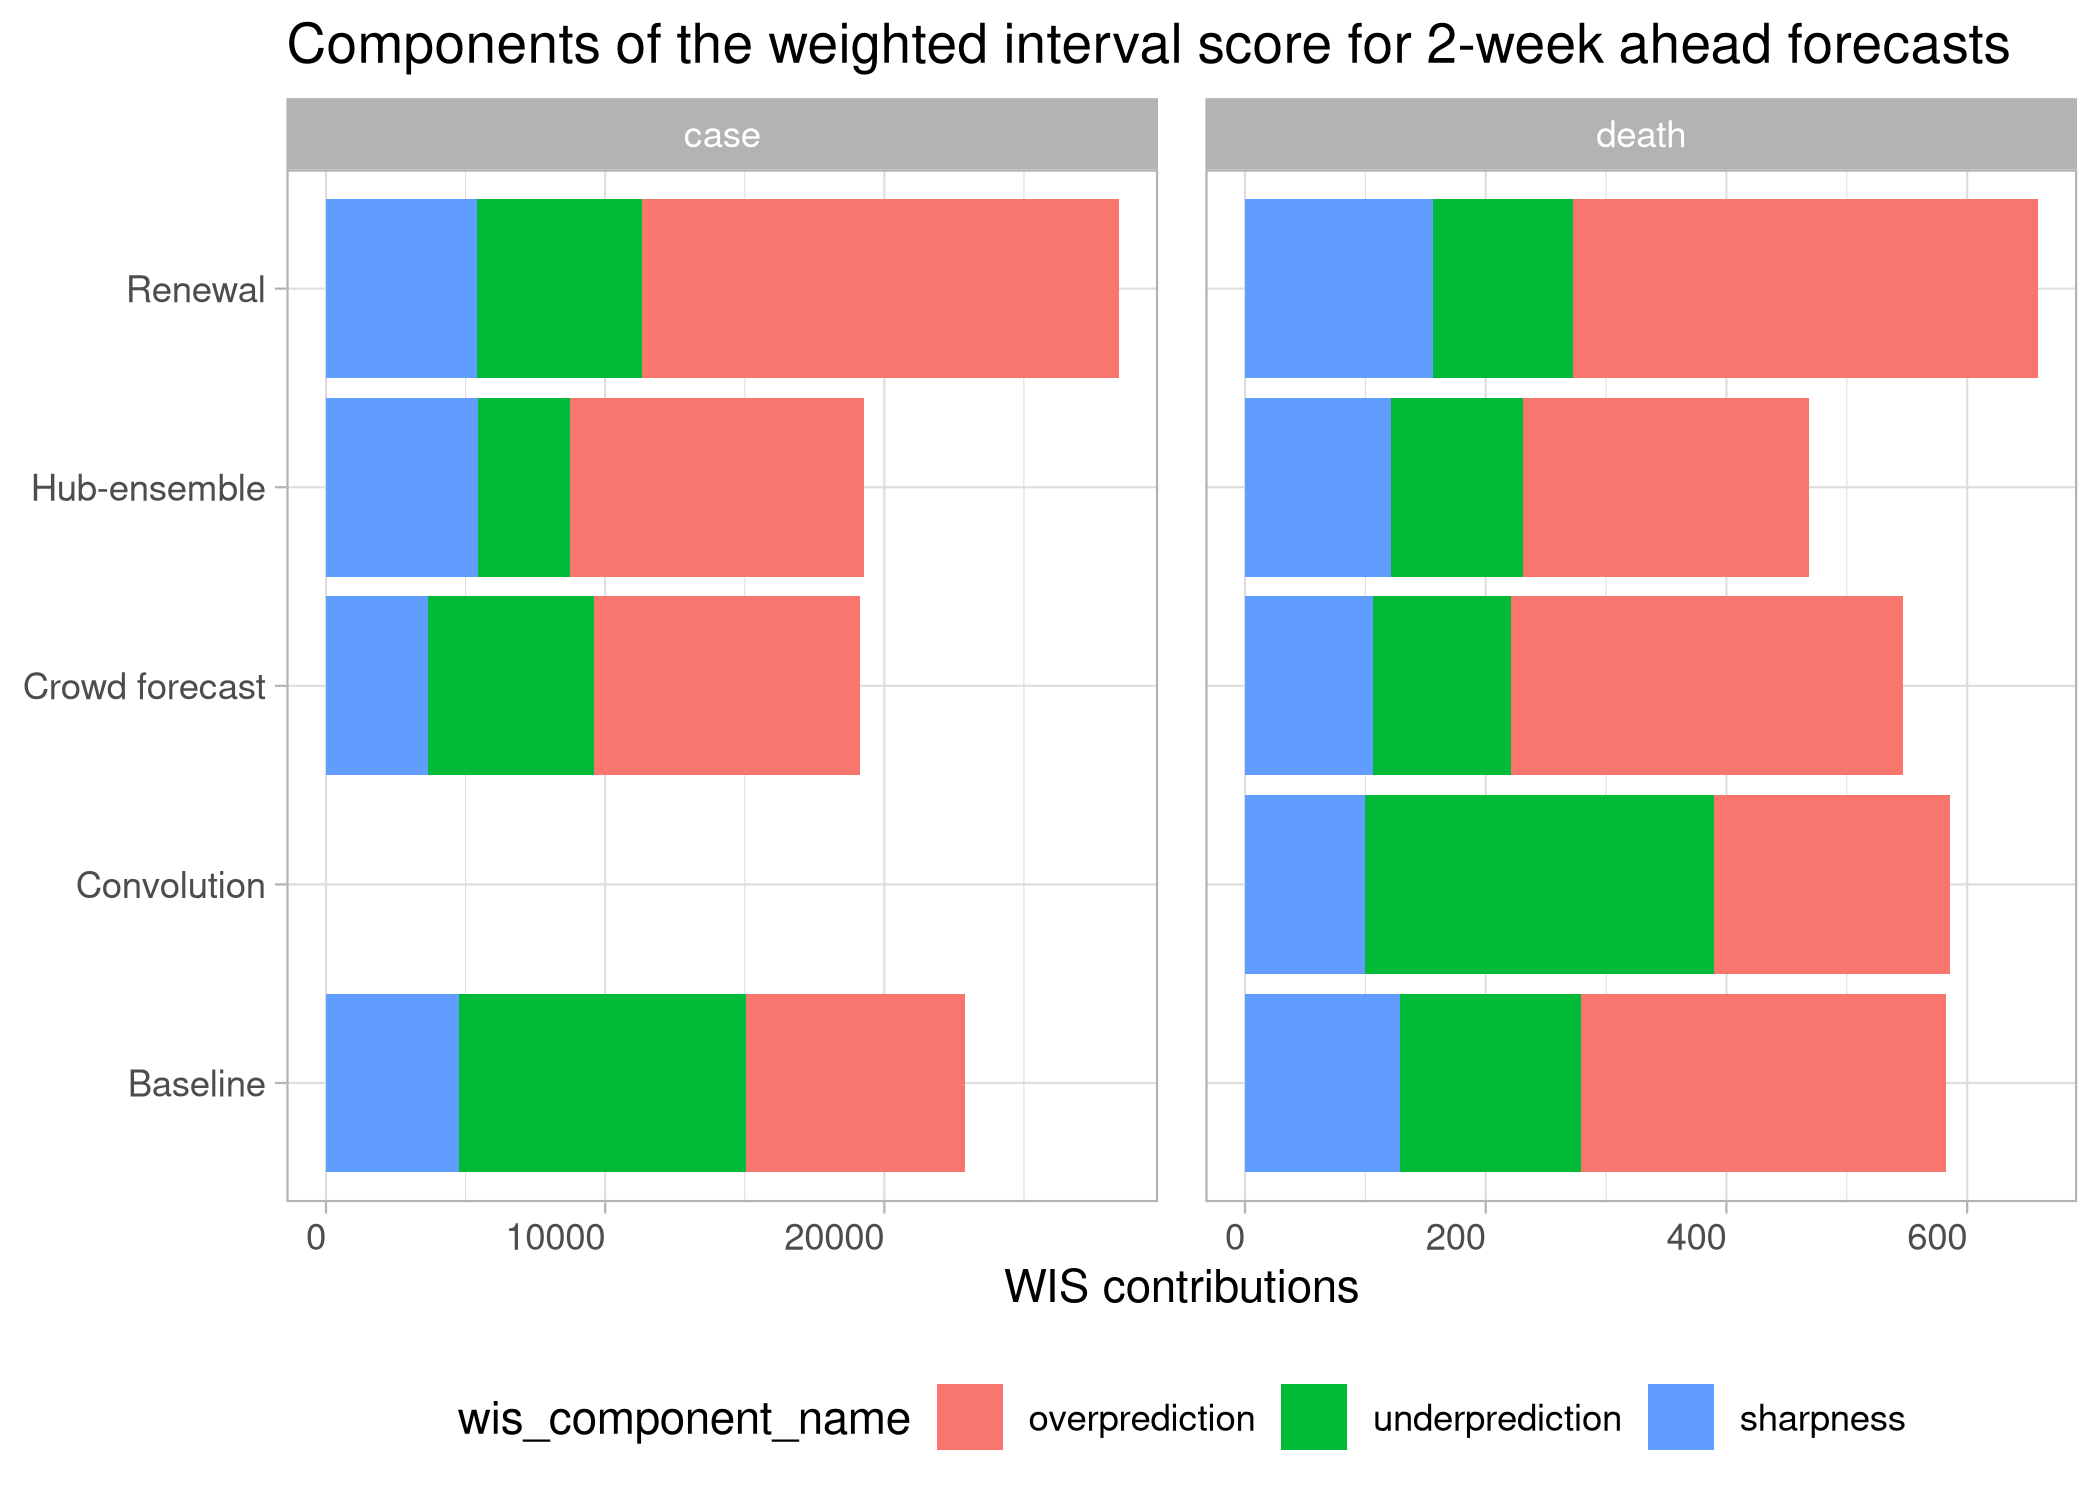 Components of the weighted interval score for 2-week ahead forecasts
case
death
Renewal
Hub-ensemble
Crowd forecast
Convolution
Baseline
0 10000 20000
0 200 400 600
WIS contributions
wis_component_name overprediction underprediction sharpness